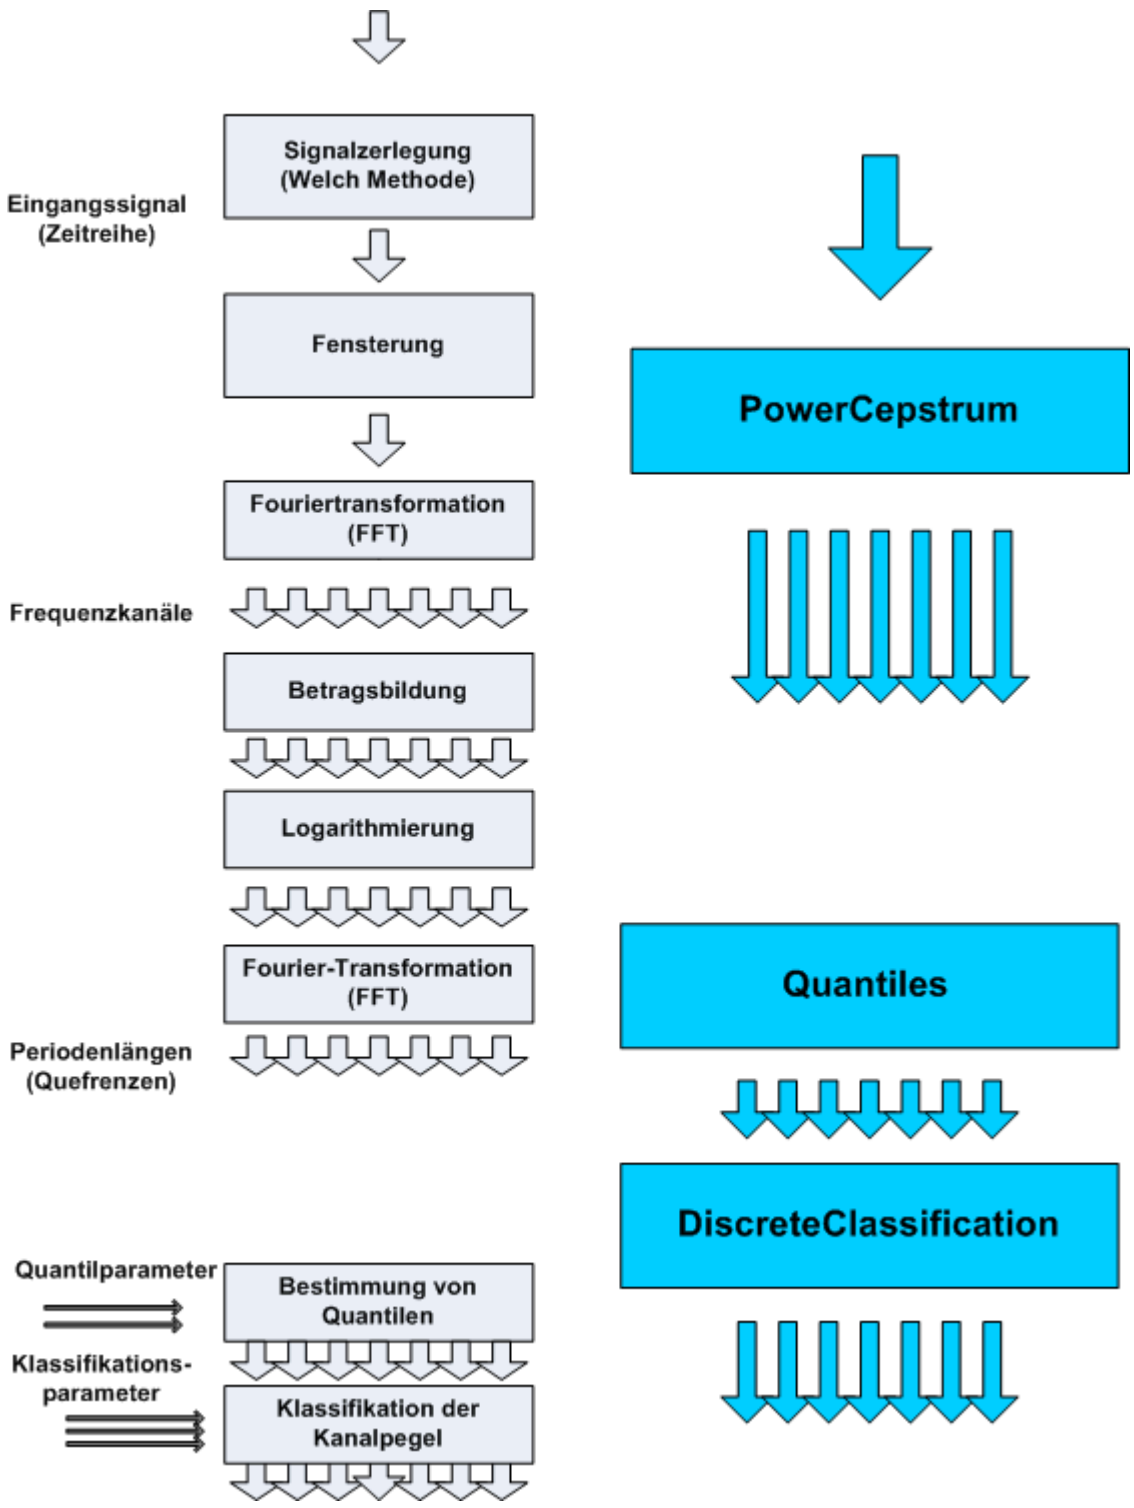 Signalzerlegung
(Welch Methode)
Eingangssignal
(Zeitreihe)
Fensterung
PowerCepstrum
Fouriertransformation
(FFT)
Frequenzkanäle
Betragsbildung
Logarithmierung
Fourier-Transformation
(FFT)
Quantiles
Periodenlängen
(Quefrenzen)
DiscreteClassification
Quantilparameter
Bestimmung von
Quantilen
Klassifikations-
parameter
Klassifikation der
Kanalpegel